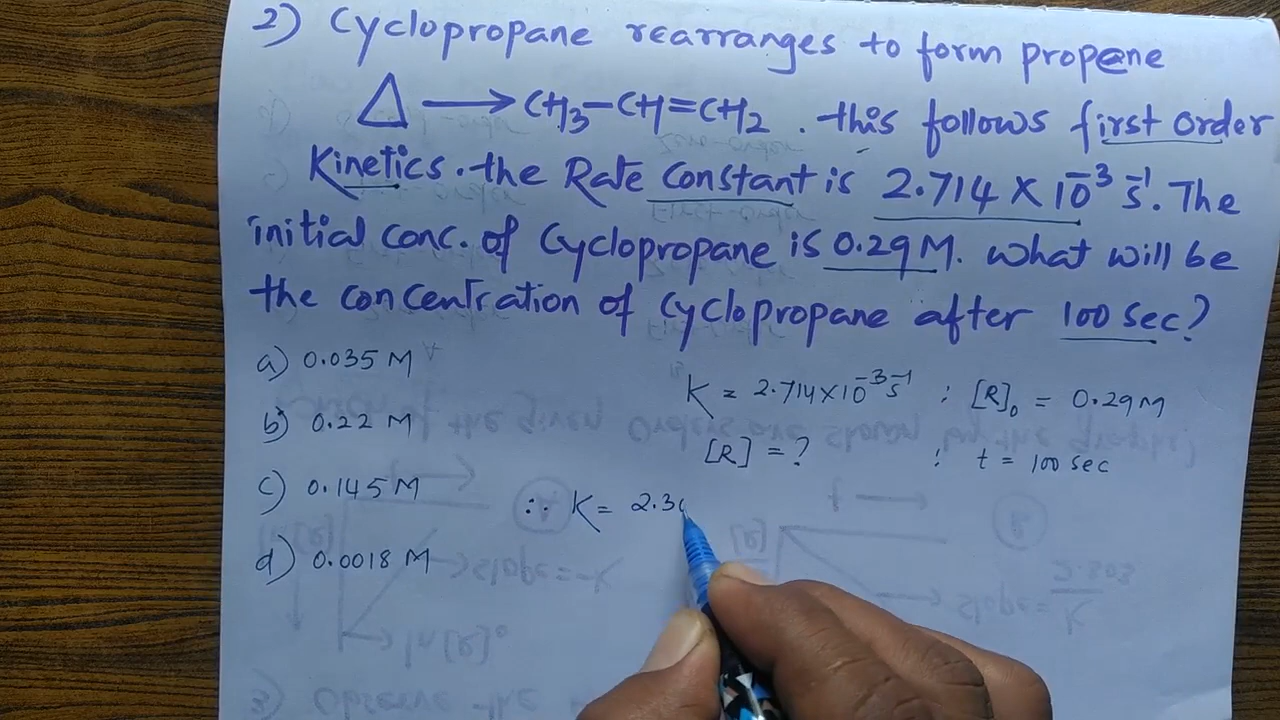 2) Cyclopropane rearranges to form propene
△ ⟶ CH3-CH=CH2 . this follows first order
Kinetics . the Rate Constant is 2.714 × 10⁻³ s⁻¹. The
initial conc. of Cyclopropane is 0.29 M. what will be
the concentration of cyclopropane after 100 sec?
a) 0.035 M
b) 0.22 M
c) 0.145 M
d) 0.0018 M
K = 2.714×10⁻³ s⁻¹ ; [R]₀ = 0.29 M
[R] = ? ; t = 100 sec
∴ K = 2.3